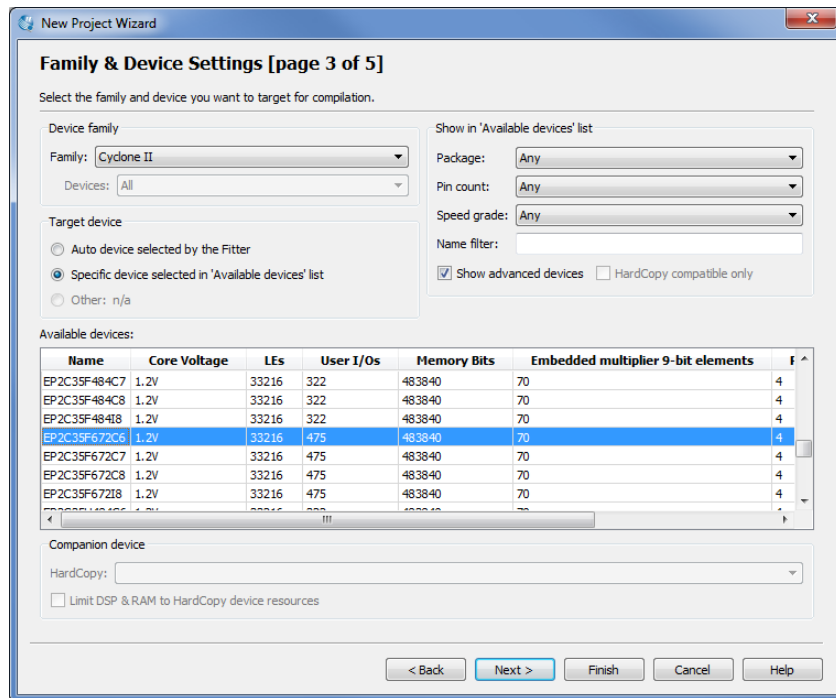 New Project Wizard
Family & Device Settings [page 3 of 5]
Select the family and device you want to target for compilation.
Device family
Family: Cyclone II
Devices: All
Target device
Auto device selected by the Fitter
Specific device selected in 'Available devices' list
Other: n/a
Show in 'Available devices' list
Package: Any
Pin count: Any
Speed grade: Any
Name filter:
Show advanced devices HardCopy compatible only
Available devices:
Name Core Voltage LEs User I/Os Memory Bits Embedded multiplier 9-bit elements
EP2C35F484C7 1.2V 33216 322 483840 70 4
EP2C35F484C8 1.2V 33216 322 483840 70 4
EP2C35F484I8 1.2V 33216 322 483840 70 4
EP2C35F672C6 1.2V 33216 475 483840 70 4
EP2C35F672C7 1.2V 33216 475 483840 70 4
EP2C35F672C8 1.2V 33216 475 483840 70 4
EP2C35F672I8 1.2V 33216 475 483840 70 4
Companion device
HardCopy:
Limit DSP & RAM to HardCopy device resources
< Back Next > Finish Cancel Help